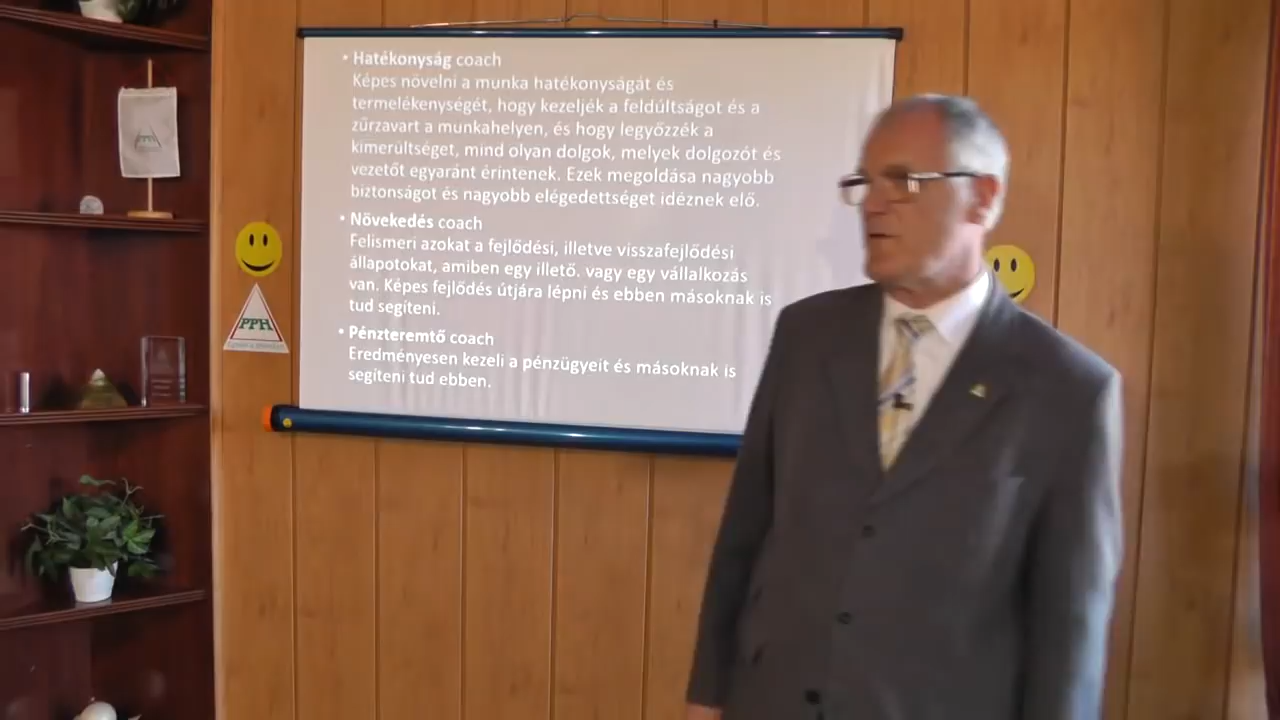 • Hatékonyság coach
Képes növelni a munka hatékonyságát és
termelékenységét, hogy kezeljék a feldúltságot és a
zűrzavart a munkahelyen, és hogy legyőzzék a
kimerültséget, mind olyan dolgok, melyek dolgozót és
vezetőt egyaránt érintenek. Ezek megoldása nagyobb
biztonságot és nagyobb elégedettséget idéznek elő.
• Növekedés coach
Felismeri azokat a fejlődési, illetve visszafejlődési
állapotokat, amiben egy illető. vagy egy vállalkozás
van. Képes fejlődés útjára lépni és ebben másoknak is
tud segíteni.
• Pénzteremtő coach
Eredményesen kezeli a pénzügyeit és másoknak is
segíteni tud ebben.
PPH
PPH